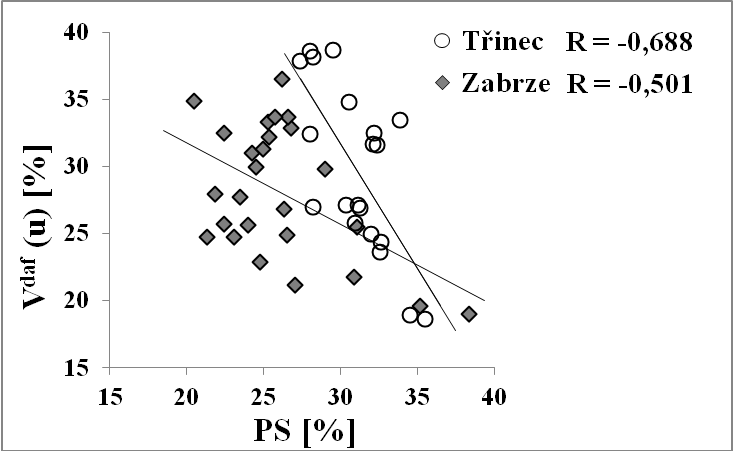 40
35
30
25
20
15
V^daf (u) [%]
Třinec R = -0,688
Zabrze R = -0,501
15 20 25 30 35 40
PS [%]